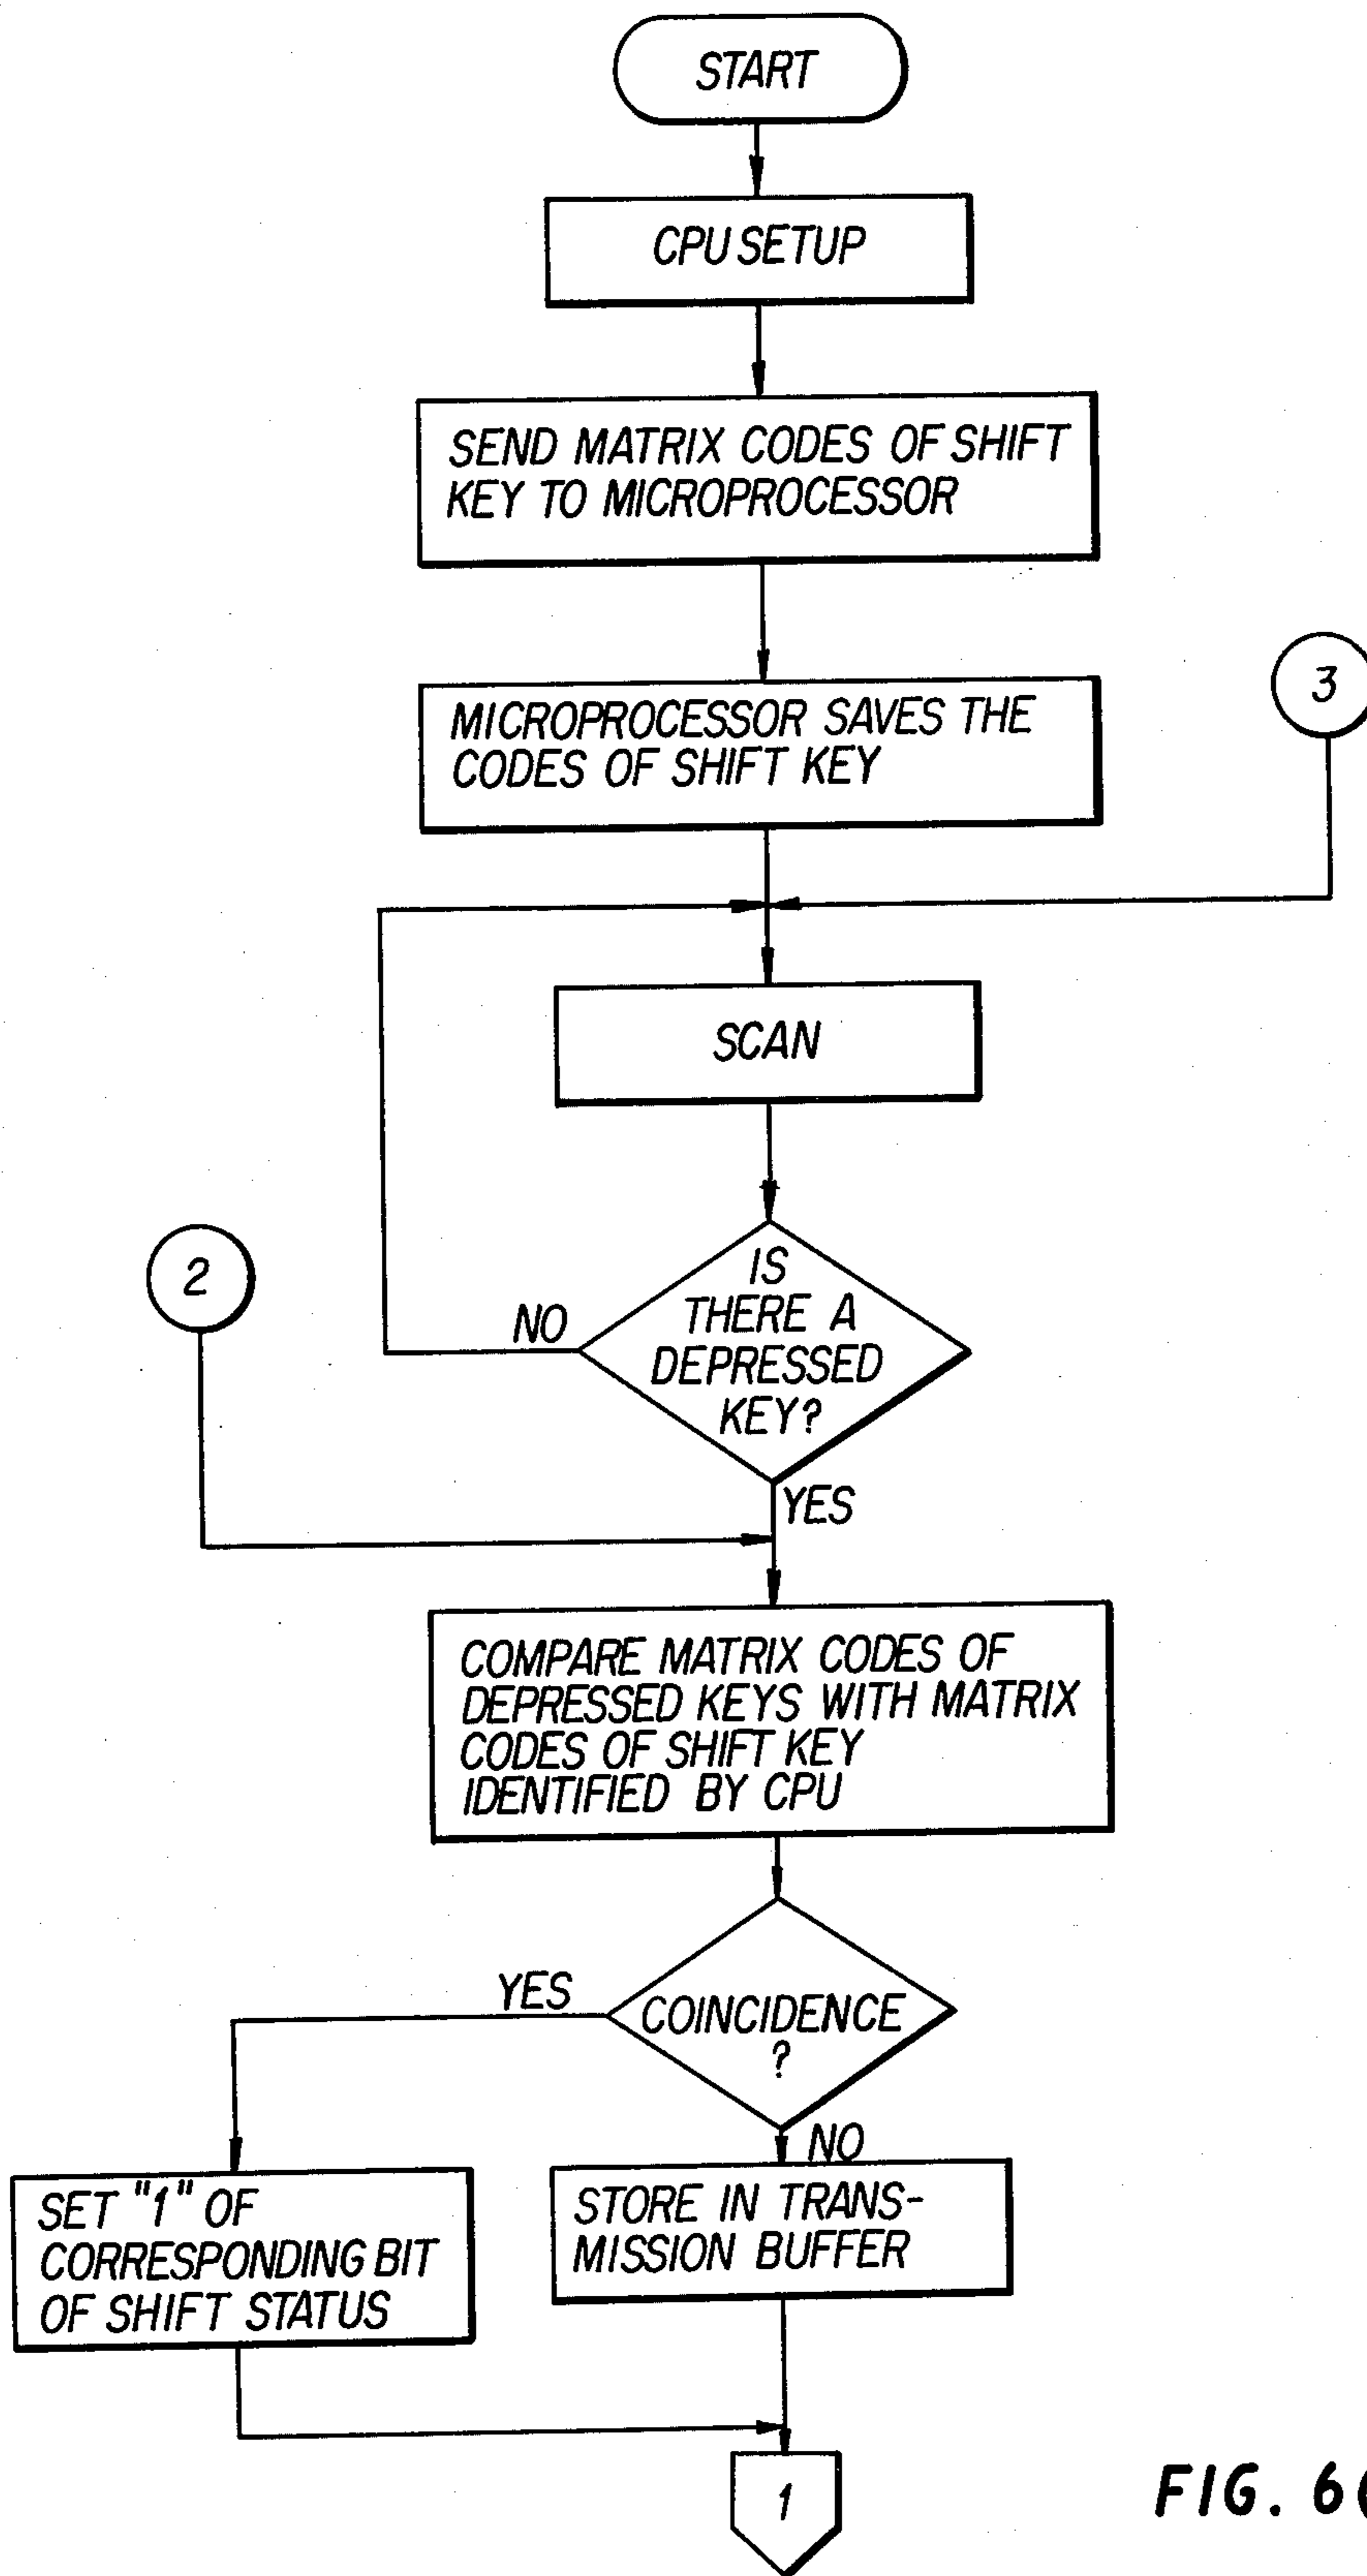 START
CPU SETUP
SEND MATRIX CODES OF SHIFT
KEY TO MICROPROCESSOR
MICROPROCESSOR SAVES THE
CODES OF SHIFT KEY
3
SCAN
2
NO
IS
THERE A
DEPRESSED
KEY?
YES
COMPARE MATRIX CODES OF
DEPRESSED KEYS WITH MATRIX
CODES OF SHIFT KEY
IDENTIFIED BY CPU
YES
COINCIDENCE
?
NO
SET "1" OF
CORRESPONDING BIT
OF SHIFT STATUS
STORE IN TRANS-
MISSION BUFFER
1
FIG. 6(